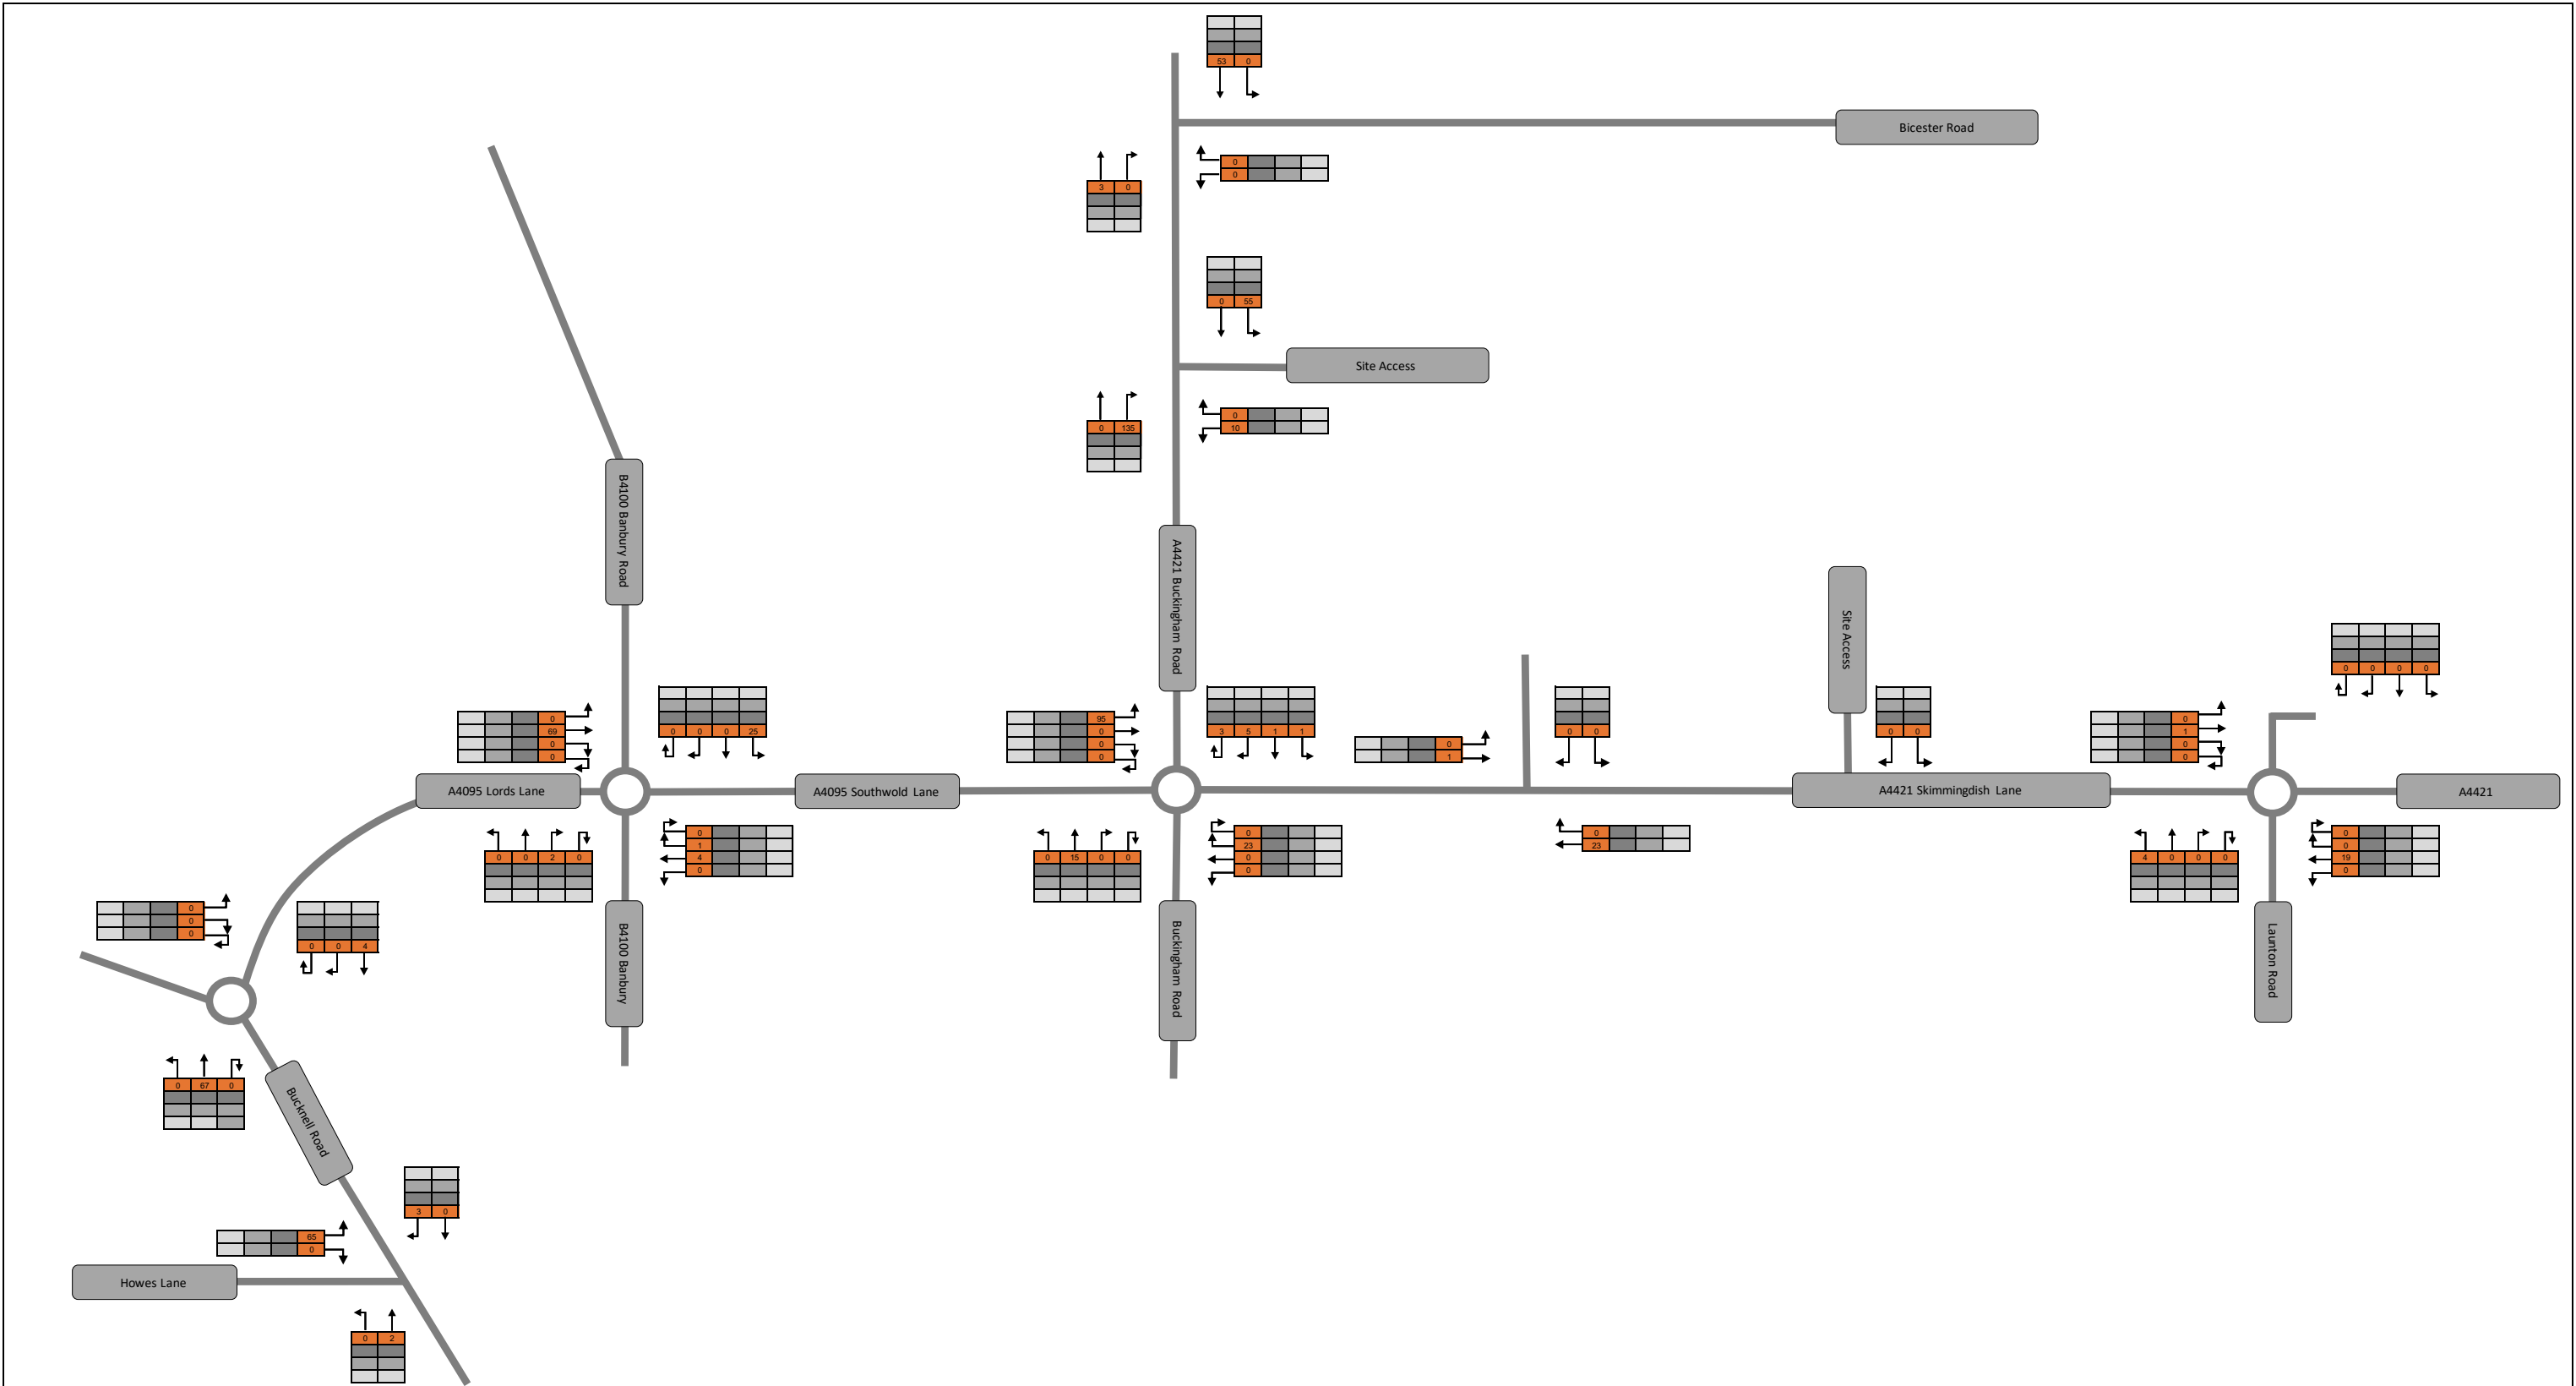 53 0
Bicester Road
0
0
3 0
0 55
Site Access
0
10
0 135
B4100 Banbury Road
A4421 Buckingham Road
Site Access
0 0 0 0
0
69
0
0
0 0 0 25
95
0
0
0
3 5 1 1
0
1
0 0
0 0
0
1
0
0
A4095 Lords Lane
A4095 Southwold Lane
A4421 Skimmingdish Lane
A4421
0 0 2 0
0
1
4
0
0 15 0 0
0
23
0
0
0
23
4 0 0 0
0
0
19
0
0
0
0
0 0 4
B4100 Banbury
Buckingham Road
Launton Road
0 67 0
Bucknell Road
3 0
65
0
Howes Lane
0 2